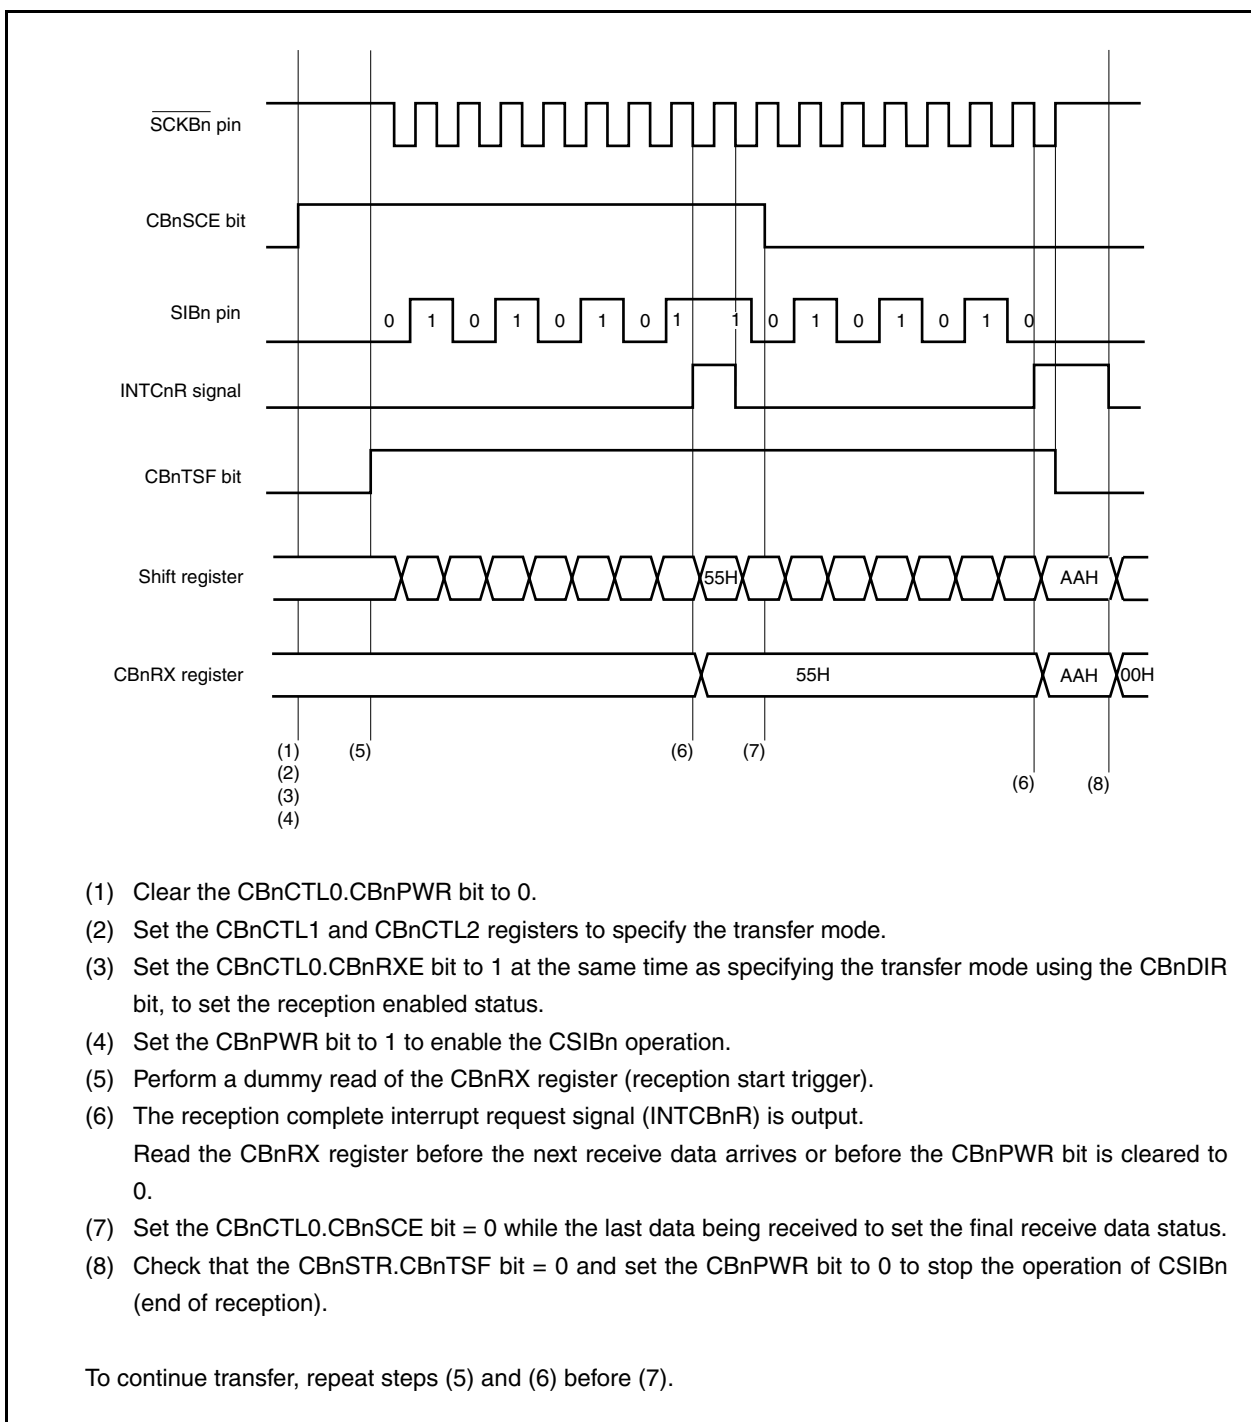 SCKBn pin
CBnSCE bit
SIBn pin
0 1 0 1 0 1 0 1 1 0 1 0 1 0 1 0
INTCnR signal
CBnTSF bit
Shift register
55H AAH
CBnRX register
55H AAH 00H
(1) (5) (6) (7)
(2)
(3) (6) (8)
(4)
(1) Clear the CBnCTL0.CBnPWR bit to 0.
(2) Set the CBnCTL1 and CBnCTL2 registers to specify the transfer mode.
(3) Set the CBnCTL0.CBnRXE bit to 1 at the same time as specifying the transfer mode using the CBnDIR
bit, to set the reception enabled status.
(4) Set the CBnPWR bit to 1 to enable the CSIBn operation.
(5) Perform a dummy read of the CBnRX register (reception start trigger).
(6) The reception complete interrupt request signal (INTCBnR) is output.
Read the CBnRX register before the next receive data arrives or before the CBnPWR bit is cleared to
0.
(7) Set the CBnCTL0.CBnSCE bit = 0 while the last data being received to set the final receive data status.
(8) Check that the CBnSTR.CBnTSF bit = 0 and set the CBnPWR bit to 0 to stop the operation of CSIBn
(end of reception).
To continue transfer, repeat steps (5) and (6) before (7).